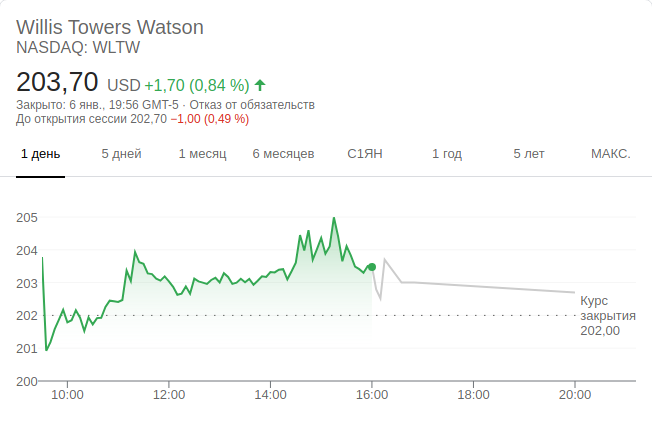 Willis Towers Watson
NASDAQ: WLTW
203,70 USD +1,70 (0,84 %)
Закрыто: 6 янв., 19:56 GMT-5 · Отказ от обязательств
До открытия сессии 202,70 −1,00 (0,49 %)
1 день 5 дней 1 месяц 6 месяцев С1ЯН 1 год 5 лет МАКС.
205
204
203
202
201
200
Курс
закрытия
202,00
10:00 12:00 14:00 16:00 18:00 20:00